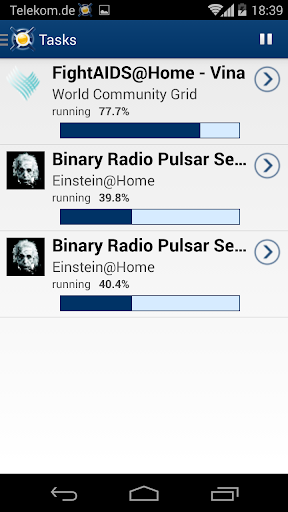 Telekom.de 18:39
Tasks
FightAIDS@Home - Vina
World Community Grid
running 77.7%
Binary Radio Pulsar Se...
Einstein@Home
running 39.8%
Binary Radio Pulsar Se...
Einstein@Home
running 40.4%